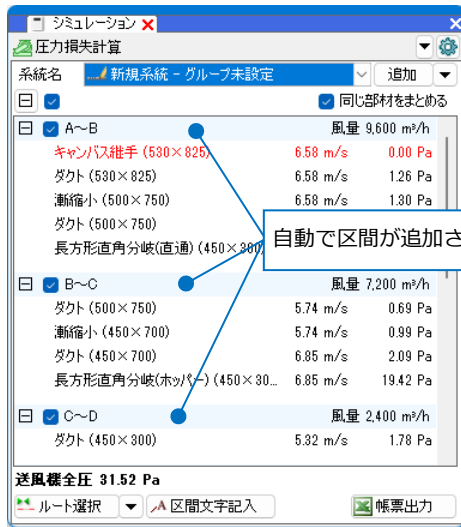 シミュレーション
圧力損失計算
系統名 新規系統 - グループ未設定 追加
同じ部材をまとめる
A～B 風量 9,600 m³/h
キャンバス継手 (530×825) 6.58 m/s 0.00 Pa
ダクト (530×825) 6.58 m/s 1.26 Pa
漸縮小 (500×750) 6.58 m/s 1.30 Pa
ダクト (500×750)
長方形直角分岐(直通) (450×300)
自動で区間が追加さ
B～C 風量 7,200 m³/h
ダクト (500×750) 5.74 m/s 0.69 Pa
漸縮小 (450×700) 5.74 m/s 0.99 Pa
ダクト (450×700) 6.85 m/s 2.09 Pa
長方形直角分岐(ホッパー) (450×30... 6.85 m/s 19.42 Pa
C～D 風量 2,400 m³/h
ダクト (450×300) 5.32 m/s 1.78 Pa
送風機全圧 31.52 Pa
ルート選択 区間文字記入 帳票出力